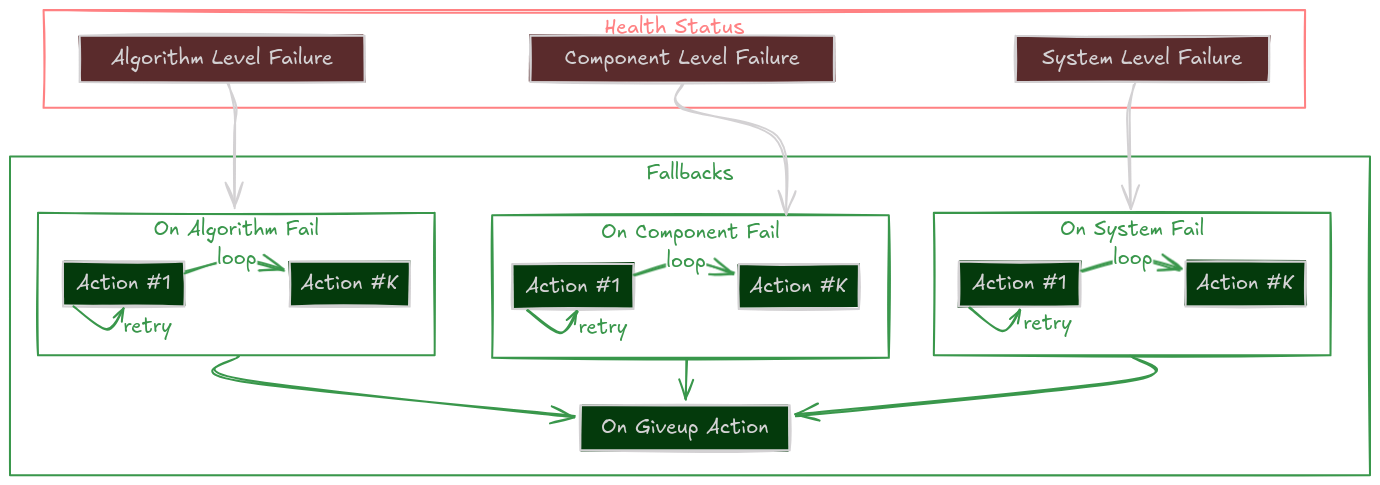 Health Status
Algorithm Level Failure
Component Level Failure
System Level Failure
Fallbacks
On Algorithm Fail
loop
Action #1
Action #K
retry
On Component Fail
loop
Action #1
Action #K
retry
On System Fail
loop
Action #1
Action #K
retry
On Giveup Action